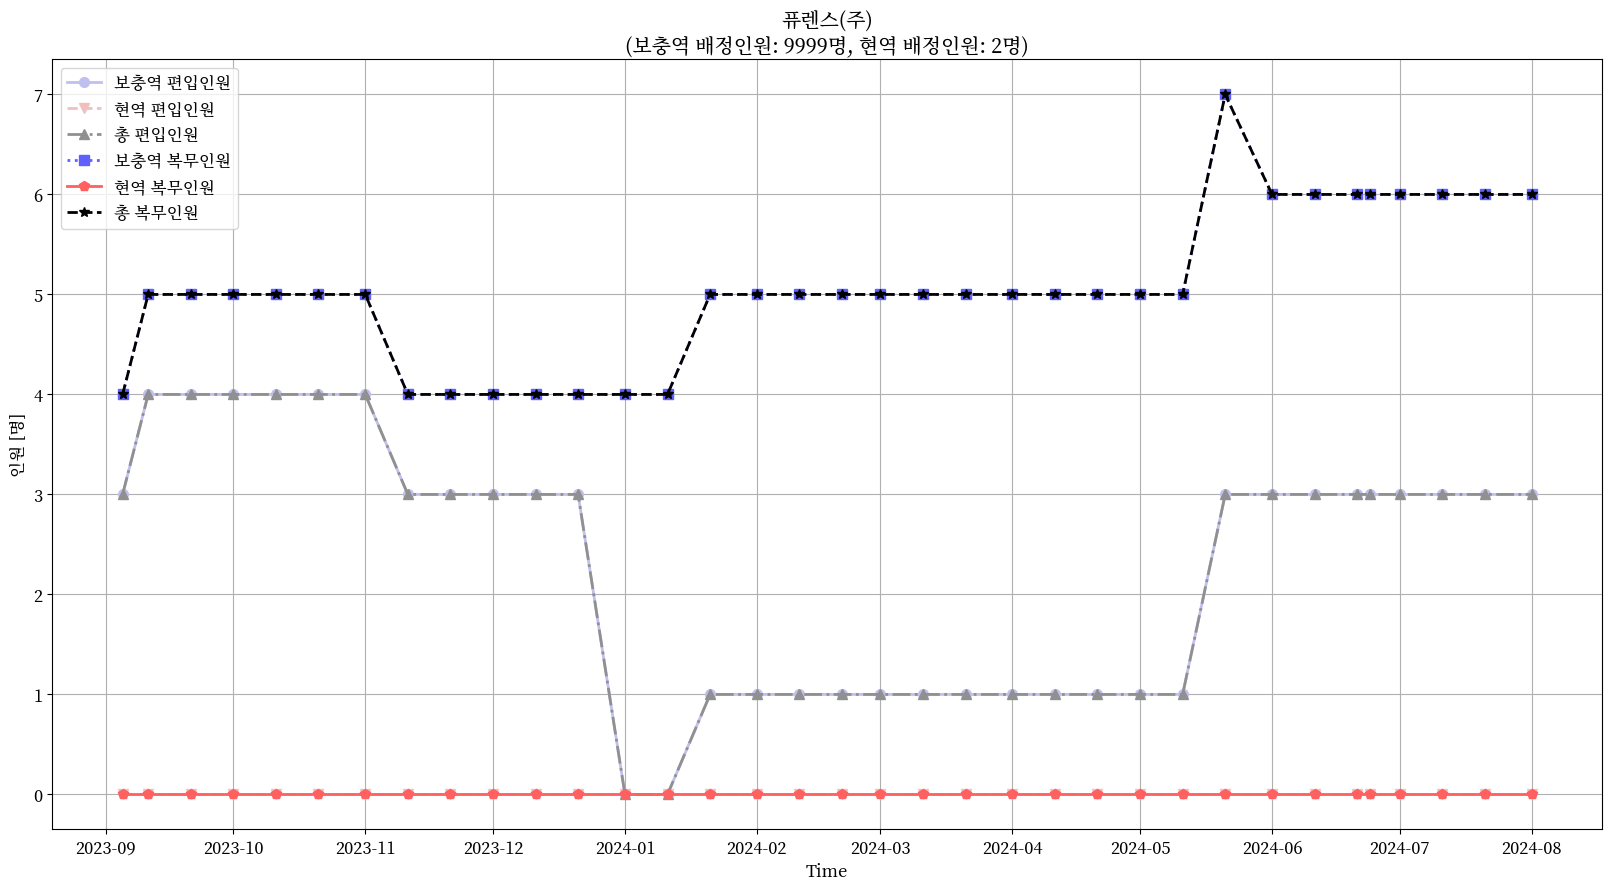 퓨렌스(주)
(보충역 배정인원: 9999명, 현역 배정인원: 2명)
보충역 편입인원
현역 편입인원
총 편입인원
보충역 복무인원
현역 복무인원
총 복무인원
인원 [명]
7
6
5
4
3
2
1
0
2023-09 2023-10 2023-11 2023-12 2024-01 2024-02 2024-03 2024-04 2024-05 2024-06 2024-07 2024-08
Time